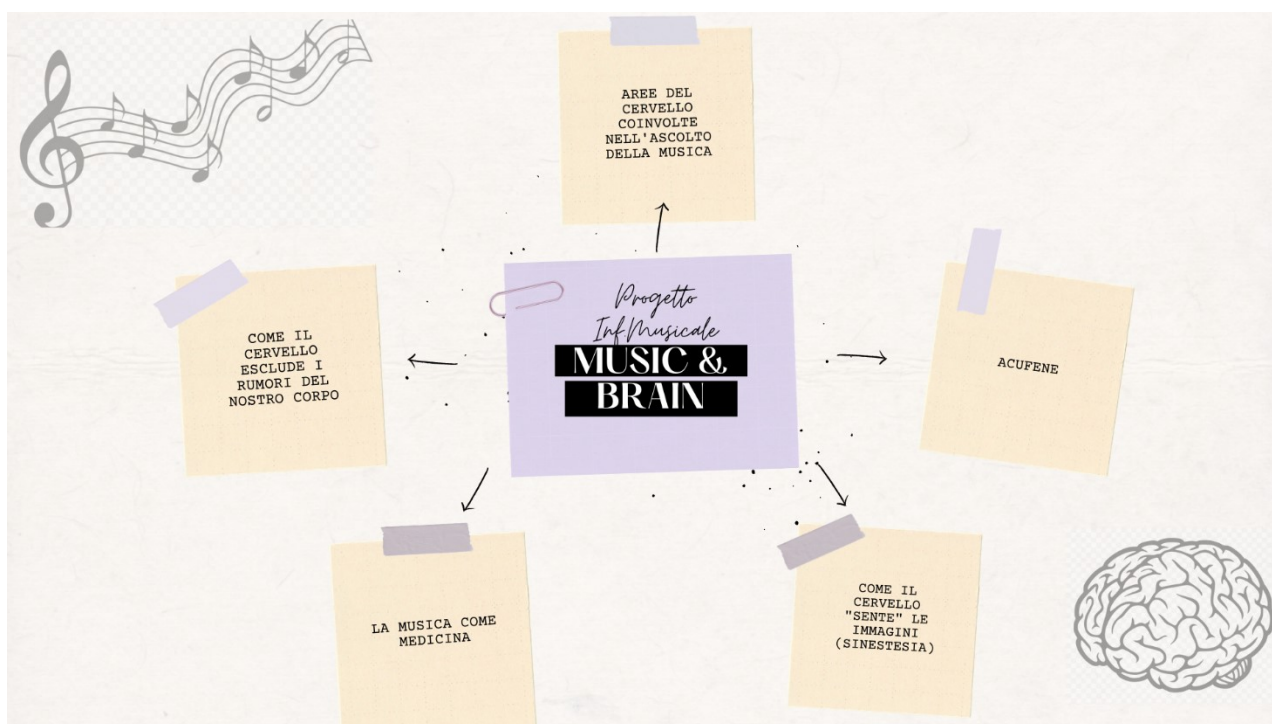 AREE DEL
CERVELLO
COINVOLTE
NELL'ASCOLTO
DELLA MUSICA
Progetto
Inf.Musicale
MUSIC &
BRAIN
COME IL
CERVELLO
ESCLUDE I
RUMORI DEL
NOSTRO CORPO
ACUFENE
LA MUSICA COME
MEDICINA
COME IL
CERVELLO
"SENTE" LE
IMMAGINI
(SINESTESIA)